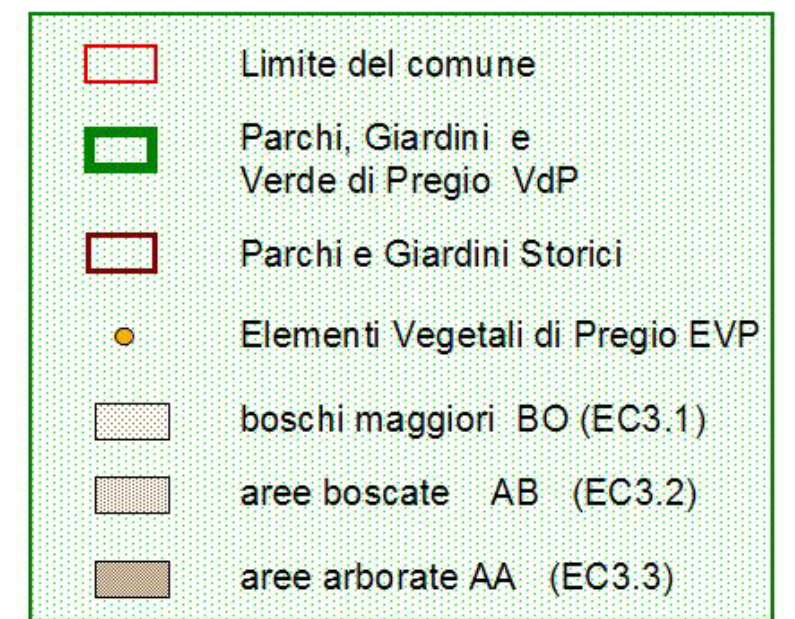 Limite del comune
Parchi, Giardini e
Verde di Pregio VdP
Parchi e Giardini Storici
Elementi Vegetali di Pregio EVP
boschi maggiori BO (EC3.1)
aree boscate AB (EC3.2)
aree arborate AA (EC3.3)